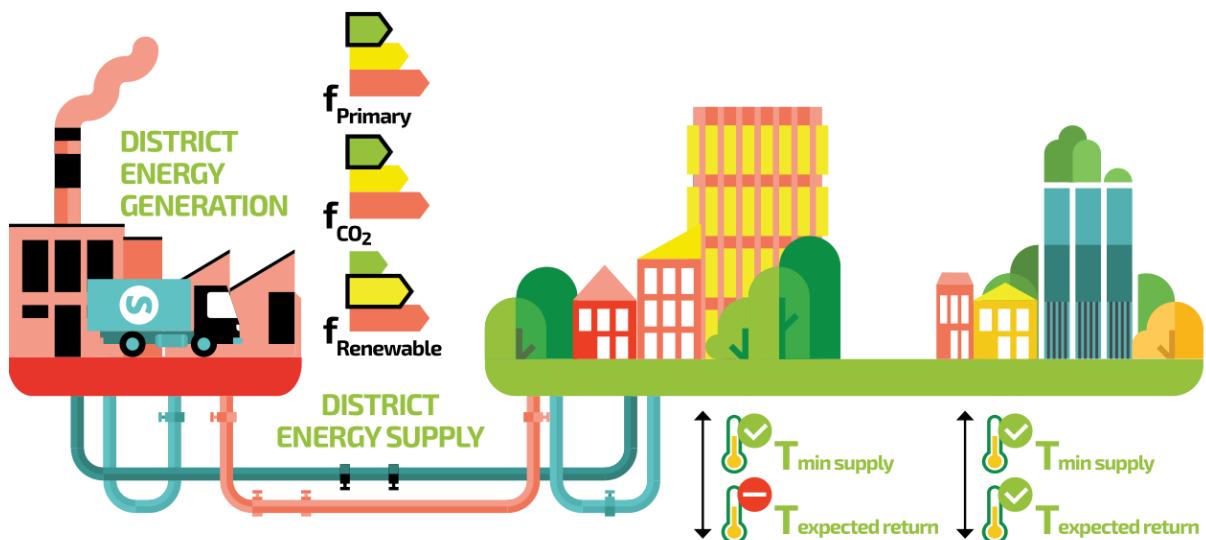 DISTRICT
ENERGY
GENERATION
f Primary
f CO₂
f Renewable
S
DISTRICT
ENERGY SUPPLY
T min supply
T expected return
T min supply
T expected return